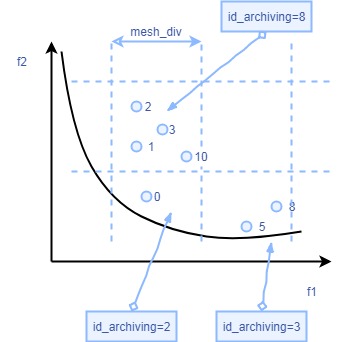 id_archiving=8
mesh_div
f2
2
3
1
10
0
8
5
f1
id_archiving=2
id_archiving=3